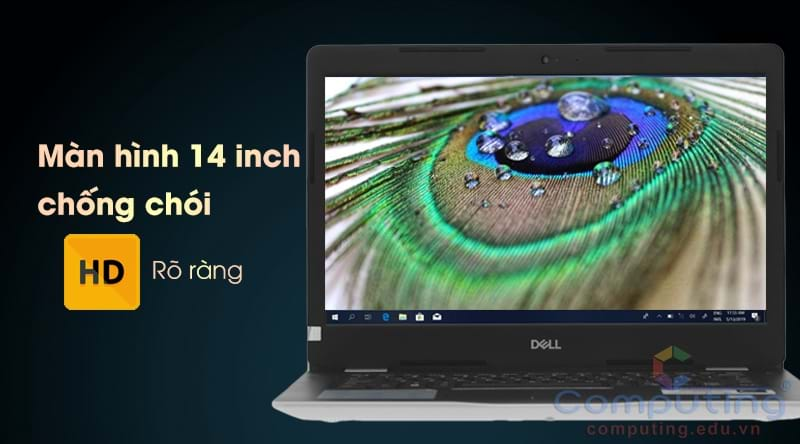 Màn hình 14 inch
chống chói
HD
Rõ ràng
DELL
Computing®
computing.edu.vn